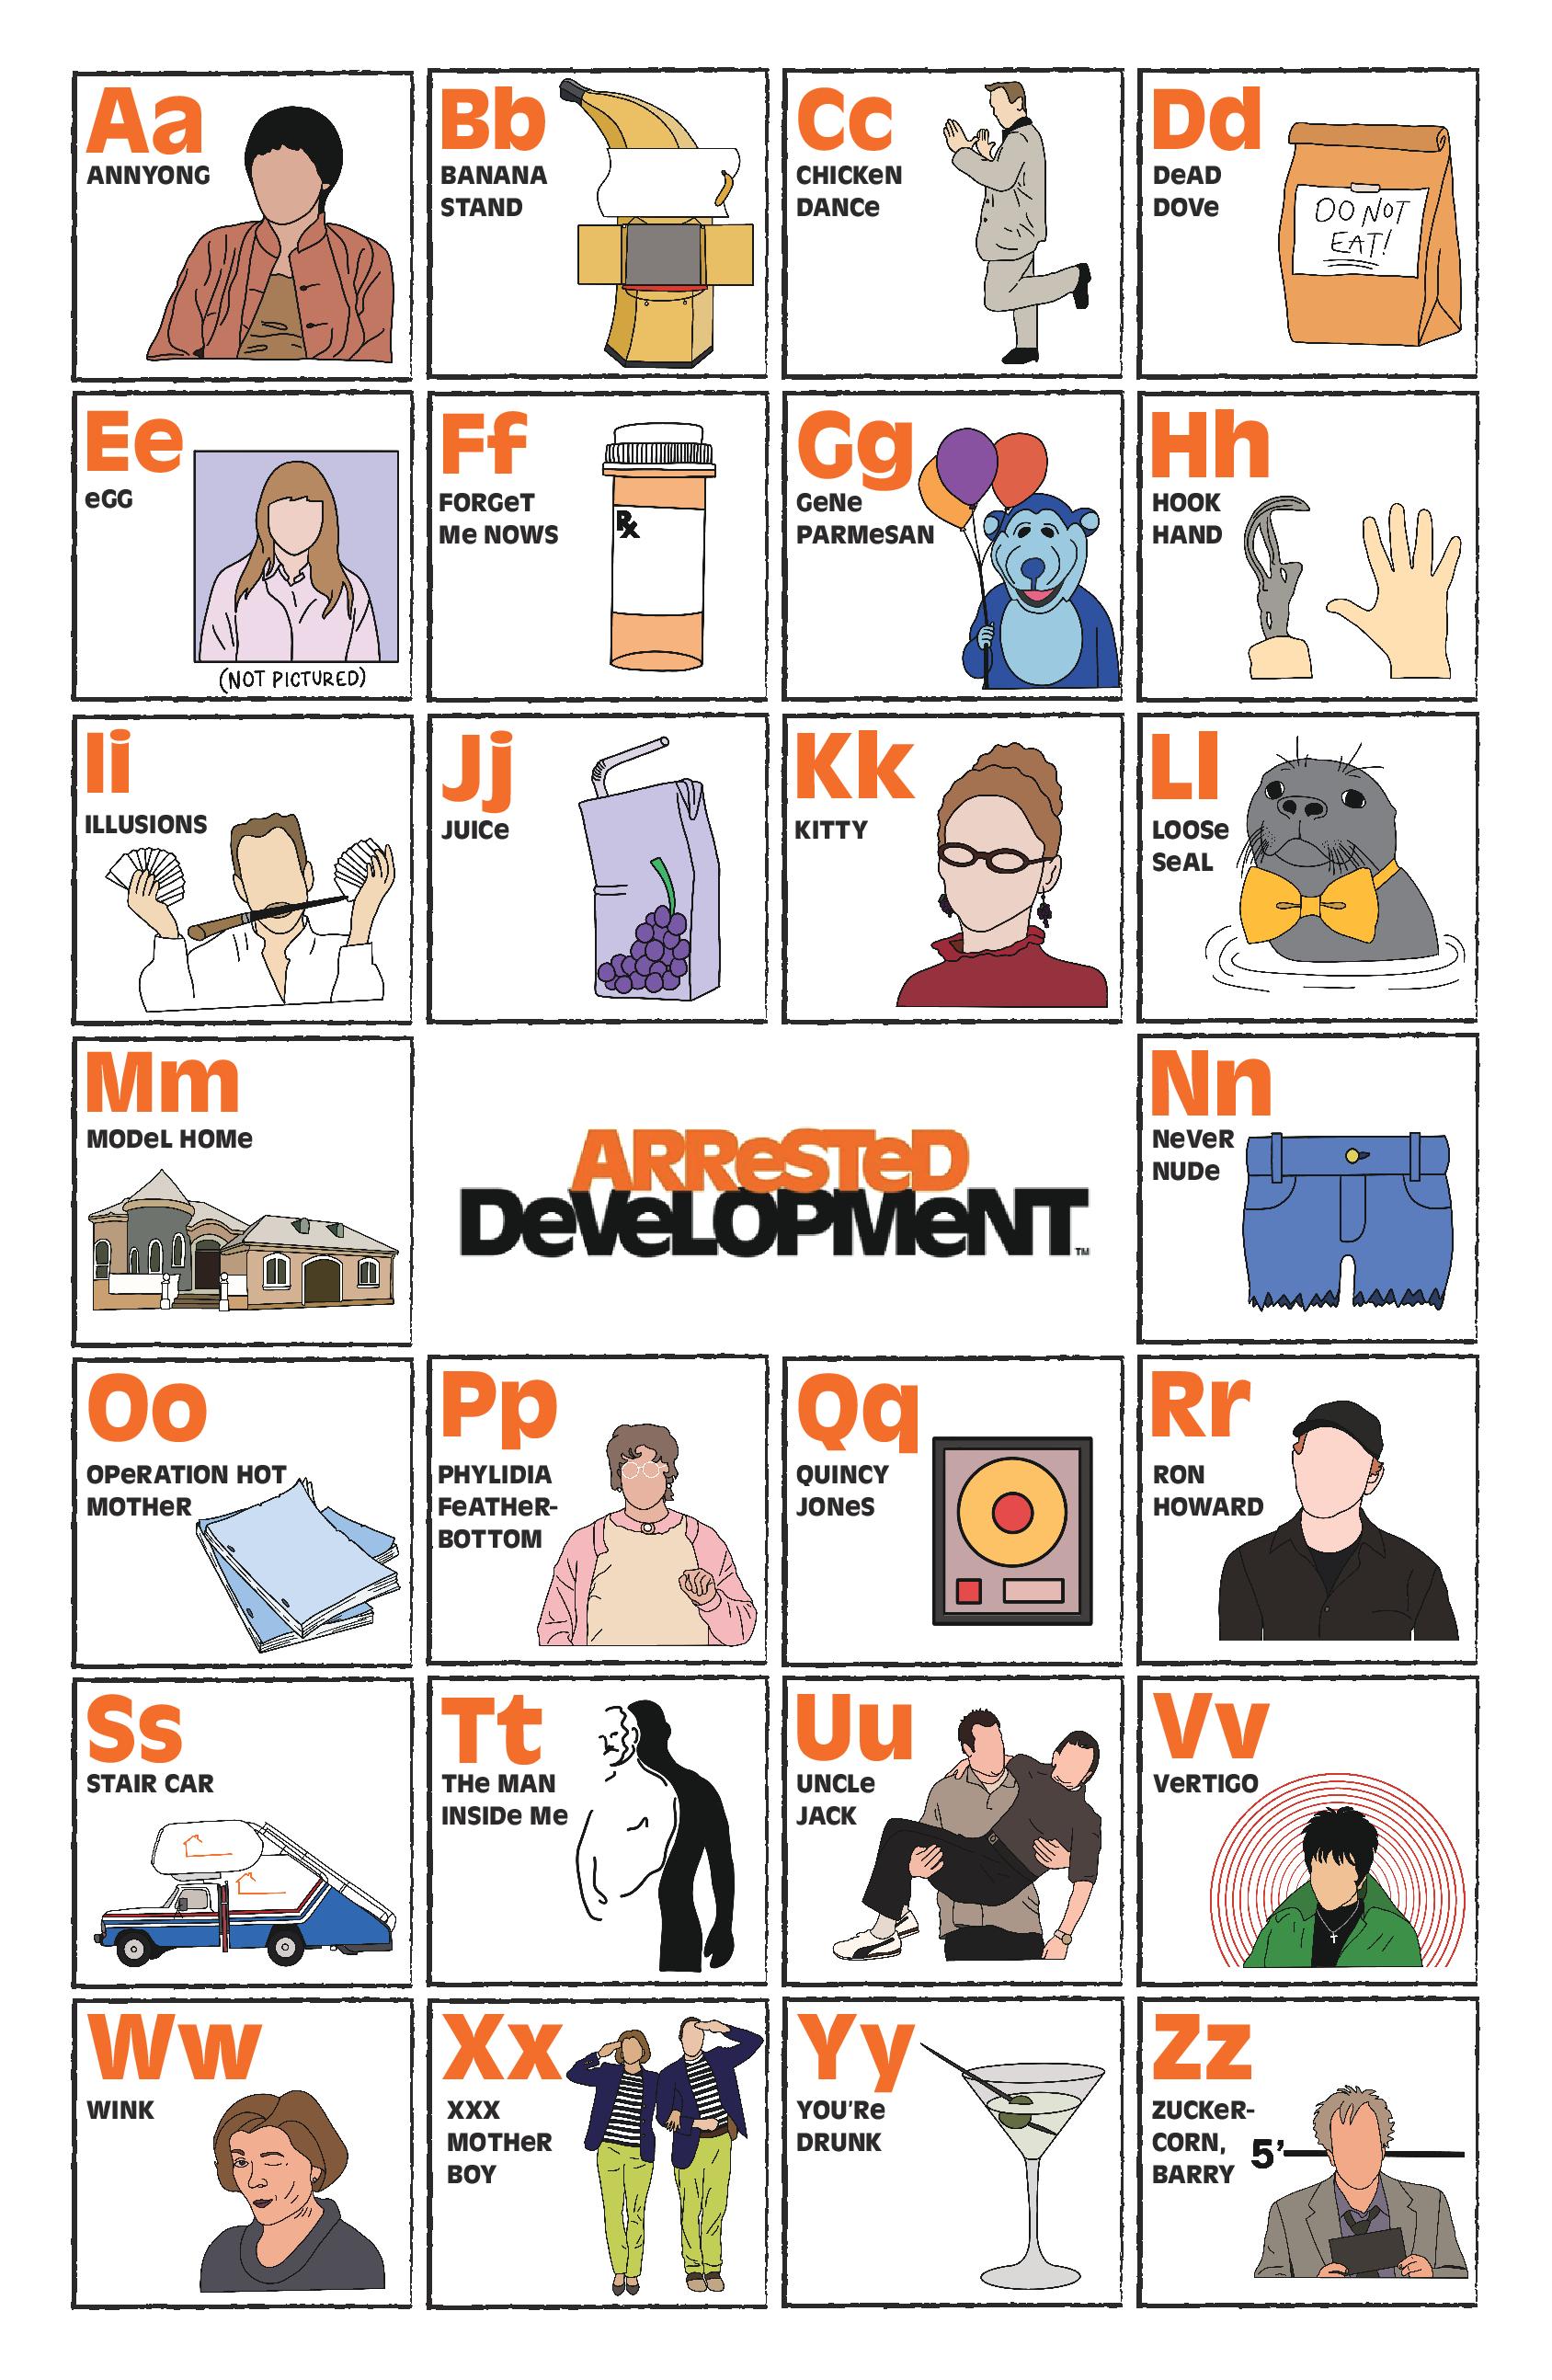 Aa
ANNYONG
Bb
BANANA
STAND
Cc
CHICKeN
DANCe
Dd
DeAD
DOVe
DO NOT
EAT!
Ee
eGG
(NOT PICTURED)
Ff
FORGeT
Me NOWS
Rx
Gg
GeNe
PARMeSAN
Hh
HOOK
HAND
Ii
ILLUSIONS
Jj
JUICe
Kk
KITTY
Ll
LOOSe
SeAL
Mm
MODeL HOMe
ARReSTeD
DeVeLOPMeNT™
Nn
NeVeR
NUDe
Oo
OPeRATION HOT
MOTHeR
Pp
PHYLIDIA
FeATHeR-
BOTTOM
Qq
QUINCY
JONeS
Rr
RON
HOWARD
Ss
STAIR CAR
Tt
THe MAN
INSIDe Me
Uu
UNCLe
JACK
Vv
VeRTIGO
Ww
WINK
Xx
XXX
MOTHeR
BOY
Yy
YOU'Re
DRUNK
Zz
ZUCKeR-
CORN,
BARRY
5'